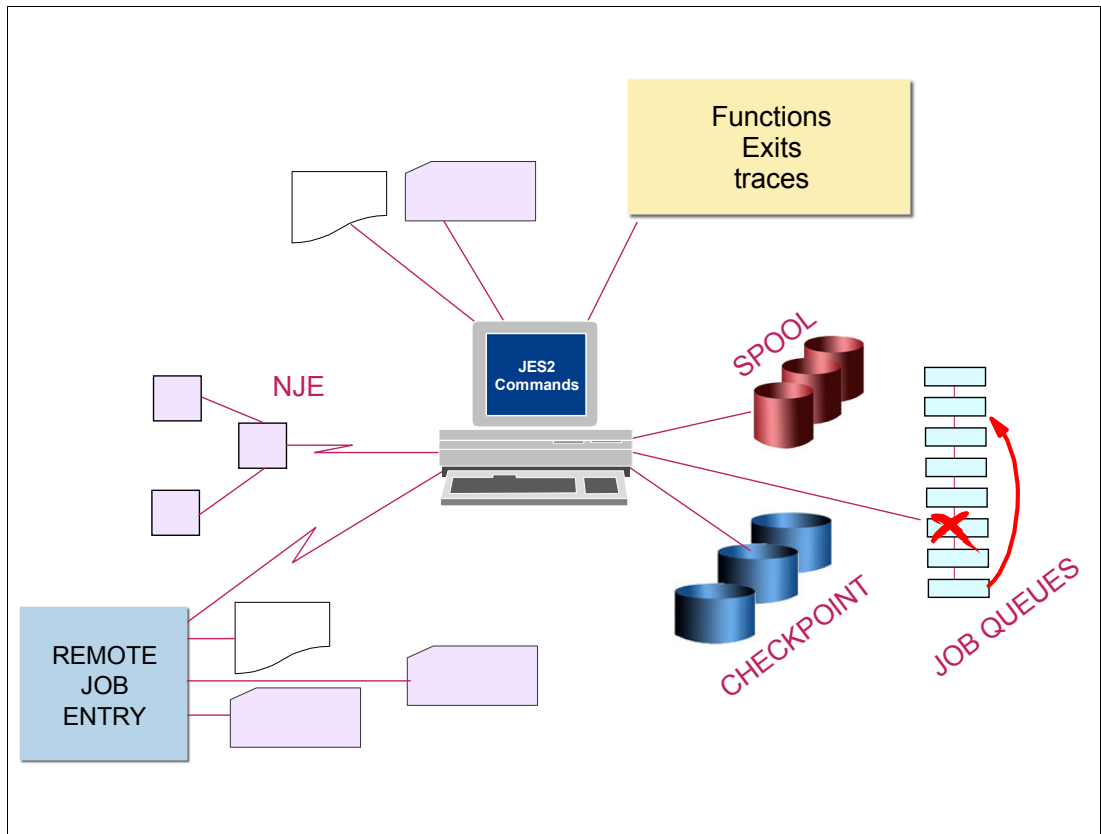 Functions
Exits
traces
JES2
Commands
SPOOL
NJE
CHECKPOINT
JOB QUEUES
REMOTE
JOB
ENTRY